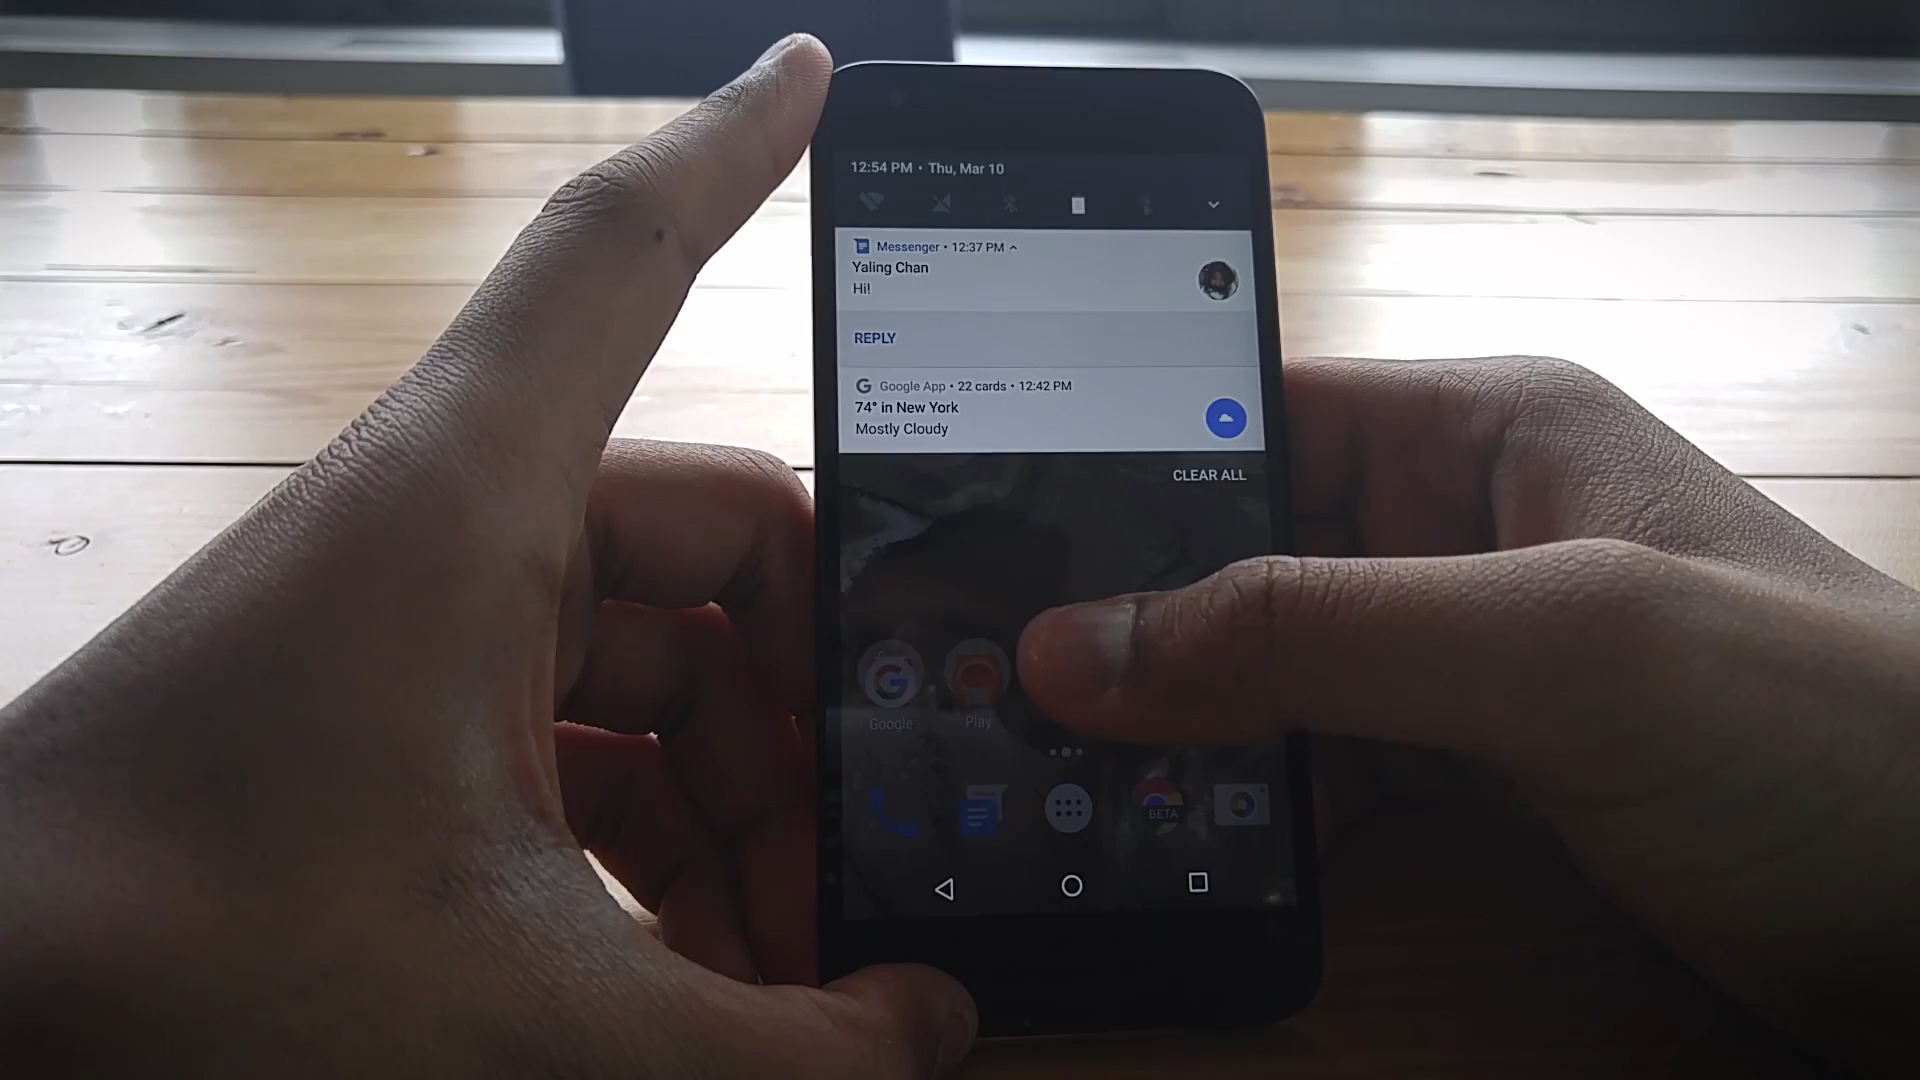 12:54 PM • Thu, Mar 10
Messenger • 12:37 PM
Yaling Chan
Hi!
REPLY
G Google App • 22 cards • 12:42 PM
74° in New York
Mostly Cloudy
CLEAR ALL
G
Google Play
BETA